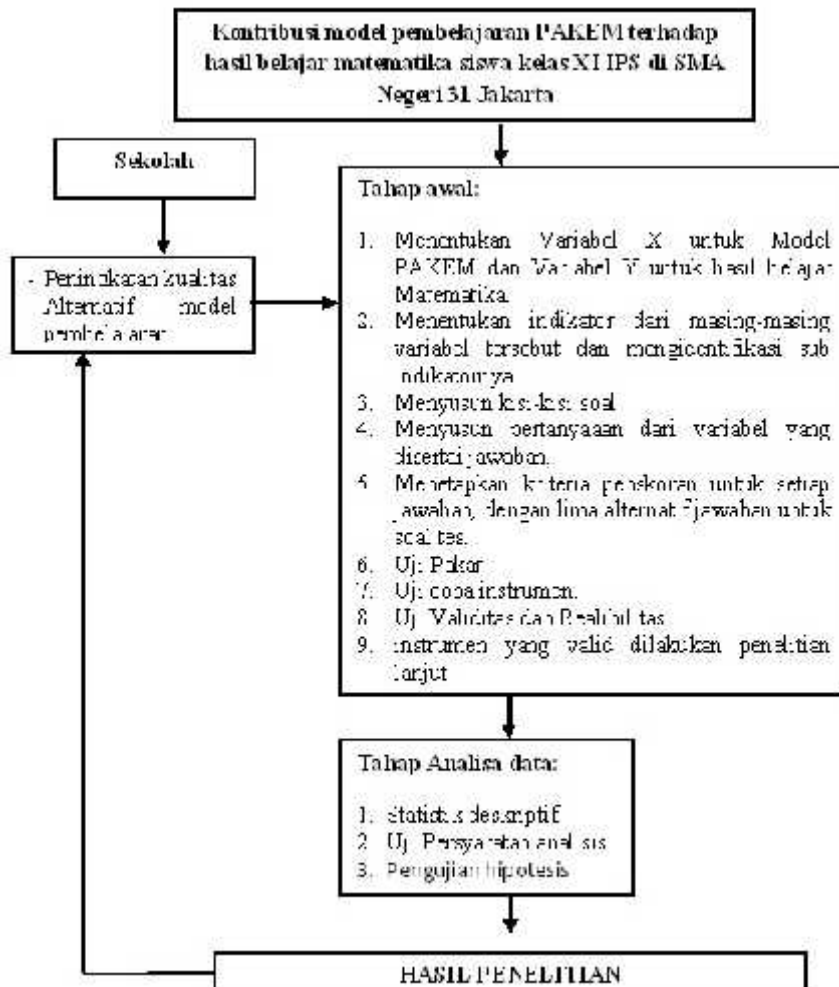 Kontribusi model pembelajaran PAKEM terhadap
hasil belajar matematika siswa kelas XI IPS di SMA
Negeri 31 Jakarta
Sekolah
- Peningkatan kualitas
Alternatif model
pembelajaran
Tahap awal:
1. Menentukan Variabel X untuk Model
PAKEM dan Variabel Y untuk hasil belajar
Matematika
2. Menentukan indikator dari masing-masing
variabel tersebut dan mengidentifikasi sub
indikatornya
3. Menyusun kisi-kisi soal
4. Menyusun pertanyaaan dari variabel yang
disertai jawaban.
5. Menetapkan kriteria penskoran untuk setiap
jawaban, dengan lima alternatif jawaban untuk
soal tes.
6. Uji Pakar
7. Uji coba instrumen.
8. Uji Validitas dan Realibilitas
9. instrumen yang valid dilakukan penelitian
lanjut
Tahap Analisa data:
1. Statistik deskriptif
2. Uji Persyaratan analisis
3. Pengujian hipotesis
HASIL PENELITIAN